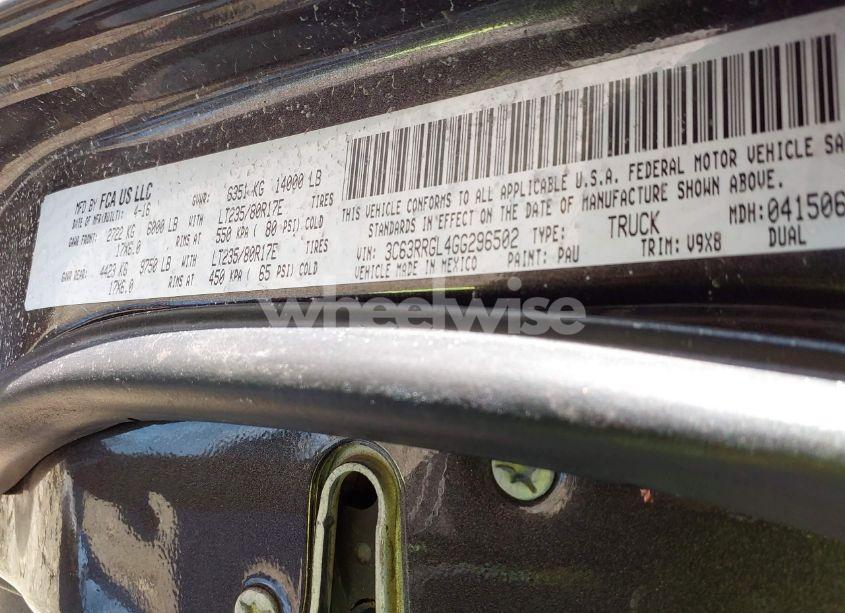 MFD BY FCA US LLC
DATE OF MFR(BUILT): 4-16 GVWR: 6351 KG 14000 LB
GAWR FRONT: 2722 KG 6000 LB LT235/80R17E TIRES
17X6.0 RIMS AT 550 KPA ( 80 PSI) COLD
GAWR REAR: 4423 KG 9750 LB LT235/80R17E TIRES
17X6.0 RIMS AT 450 KPA ( 65 PSI) COLD
THIS VEHICLE CONFORMS TO ALL APPLICABLE U.S.A. FEDERAL MOTOR VEHICLE SA
STANDARDS IN EFFECT ON THE DATE OF MANUFACTURE SHOWN ABOVE.
VIN: 3C63RRGL4GG296502 TYPE: TRUCK MDH: 041506
VEHICLE MADE IN MEXICO PAINT: PAU TRIM: V9X8 DUAL
wheelwise